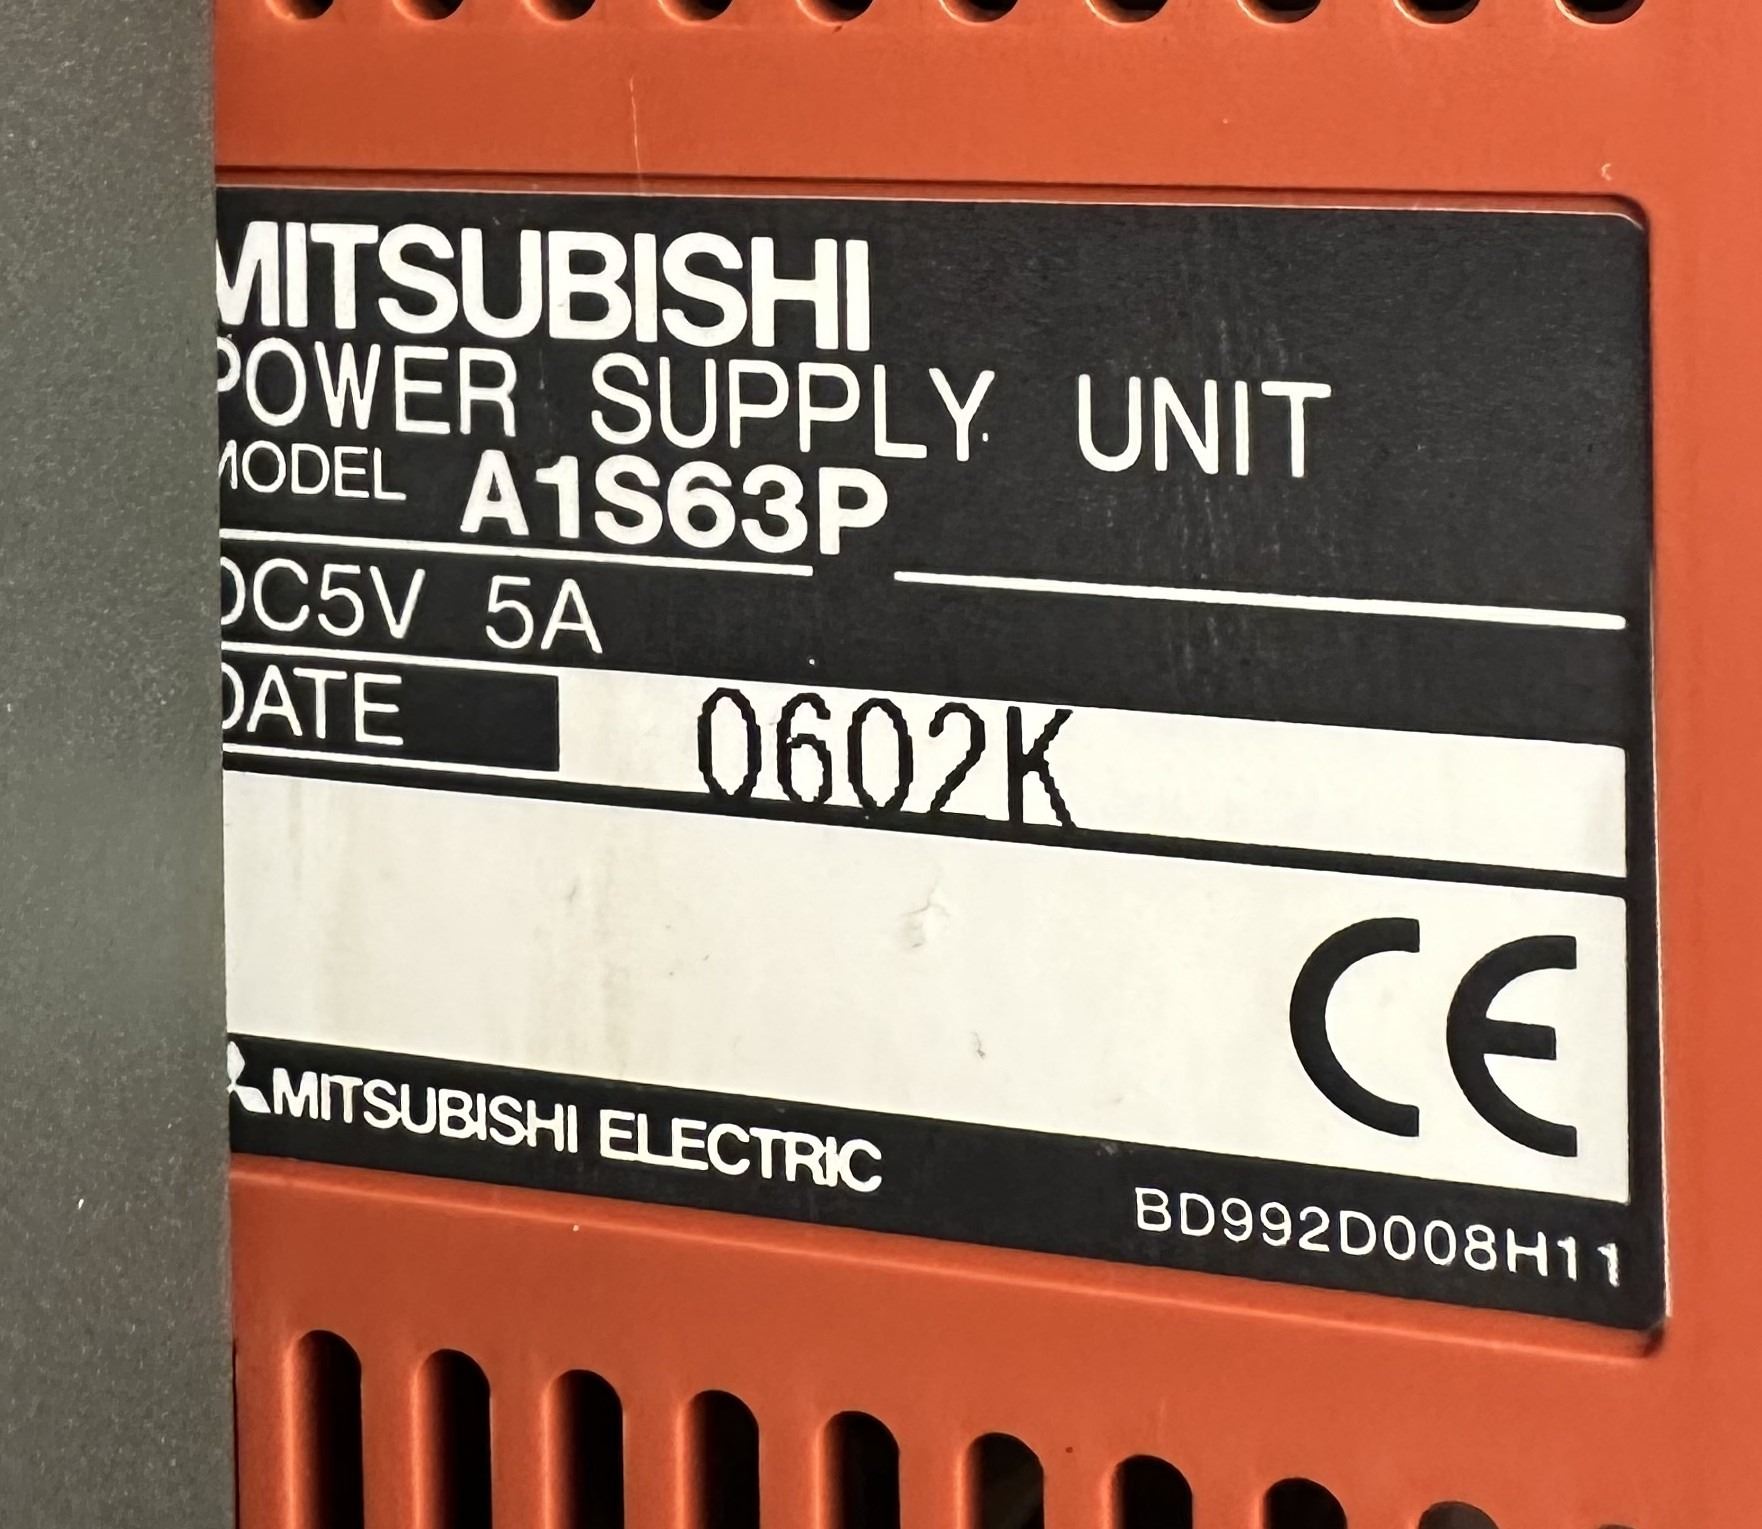 MITSUBISHI
POWER SUPPLY UNIT
MODEL A1S63P
DC5V 5A
DATE 0602K
CE
MITSUBISHI ELECTRIC
BD992D008H11